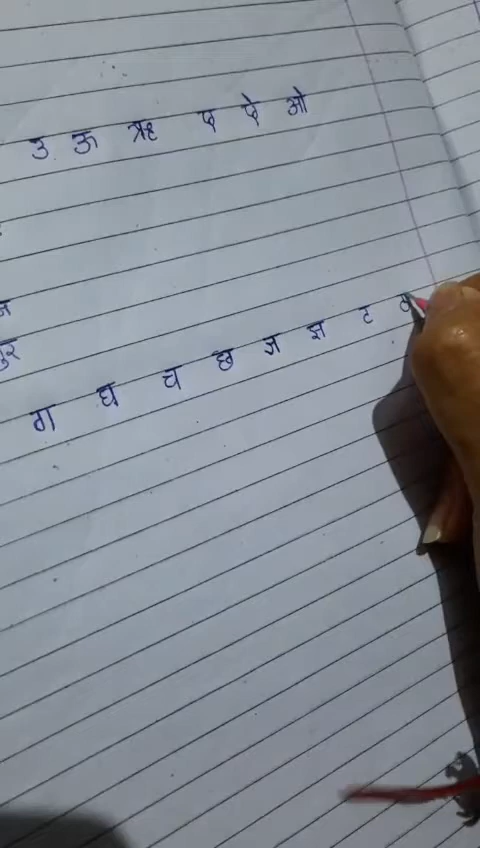 उ ऊ ऋ ए ऐ ओ
ग घ च छ ज झ ट